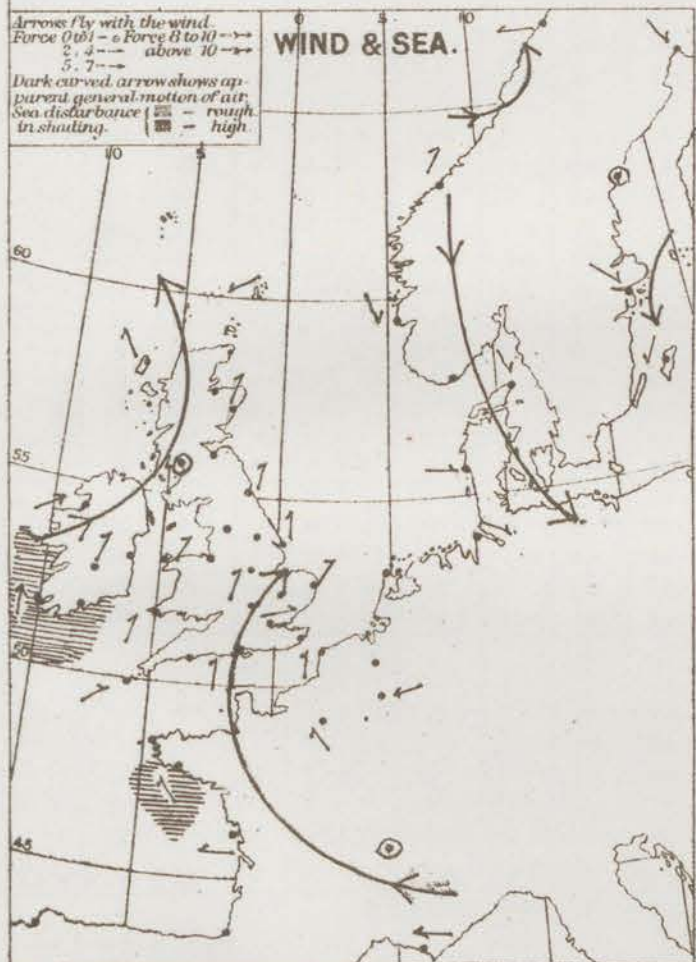 Arrows fly with the wind.
Force 0 to 1 – o Force 8 to 10
2. 4 above 10
5. 7
WIND & SEA.
Dark curved arrow shows ap-
parent general motion of air.
Sea disturbance { – rough
in shading. – high
10 5 0 5 10
60
55
50
45